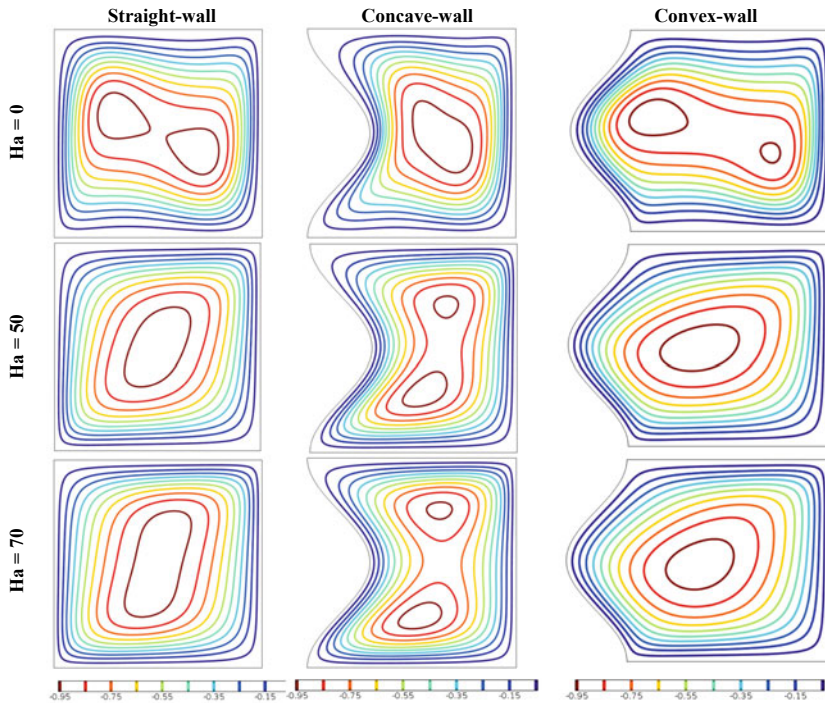 Straight-wall Concave-wall Convex-wall
Ha = 0
Ha = 50
Ha = 70
-0.95 -0.75 -0.55 -0.35 -0.15 -0.95 -0.75 -0.55 -0.35 -0.15 -0.95 -0.75 -0.55 -0.35 -0.15